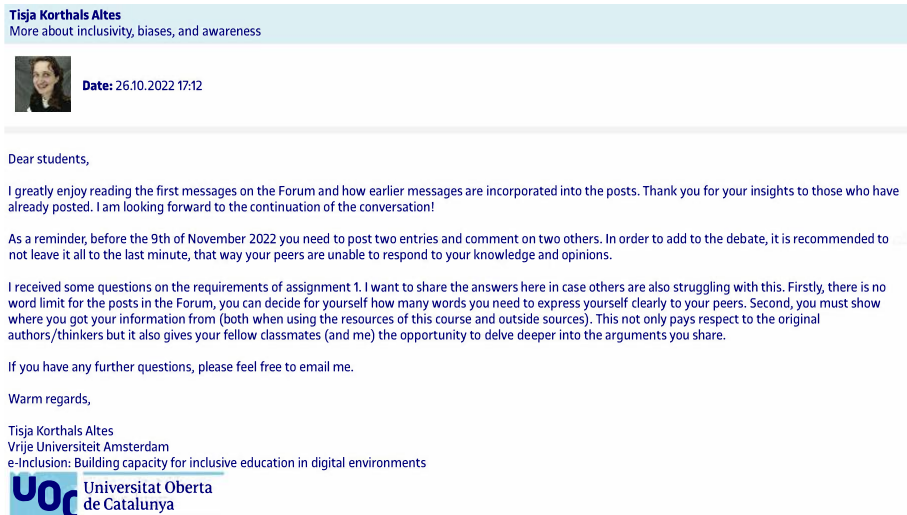 Tisja Korthals Altes
More about inclusivity, biases, and awareness
Date: 26.10.2022 17:12
Dear students,
I greatly enjoy reading the first messages on the Forum and how earlier messages are incorporated into the posts. Thank you for your insights to those who have
already posted. I am looking forward to the continuation of the conversation!
As a reminder, before the 9th of November 2022 you need to post two entries and comment on two others. In order to add to the debate, it is recommended to
not leave it all to the last minute, that way your peers are unable to respond to your knowledge and opinions.
I received some questions on the requirements of assignment 1. I want to share the answers here in case others are also struggling with this. Firstly, there is no
word limit for the posts in the Forum, you can decide for yourself how many words you need to express yourself clearly to your peers. Second, you must show
where you got your information from (both when using the resources of this course and outside sources). This not only pays respect to the original
authors/thinkers but it also gives your fellow classmates (and me) the opportunity to delve deeper into the arguments you share.
If you have any further questions, please feel free to email me.
Warm regards,
Tisja Korthals Altes
Vrije Universiteit Amsterdam
e-Inclusion: Building capacity for inclusive education in digital environments
UOC Universitat Oberta
de Catalunya